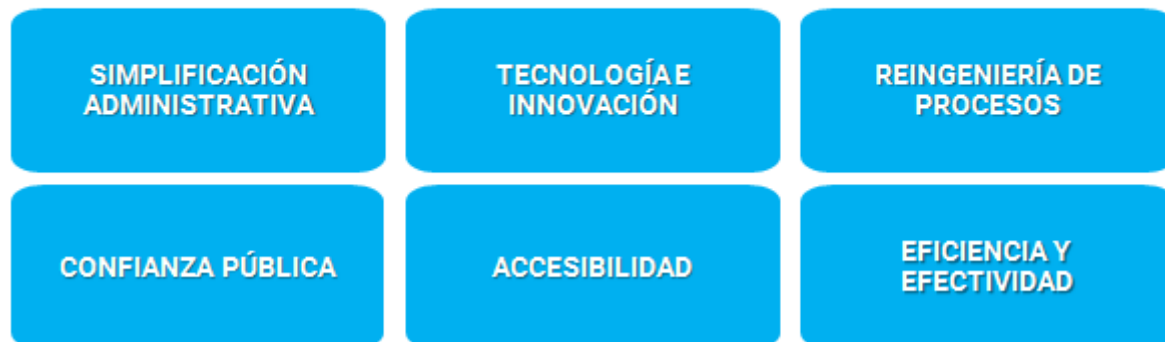 SIMPLIFICACIÓN
ADMINISTRATIVA
TECNOLOGÍA E
INNOVACIÓN
REINGENIERÍA DE
PROCESOS
CONFIANZA PÚBLICA
ACCESIBILIDAD
EFICIENCIA Y
EFECTIVIDAD